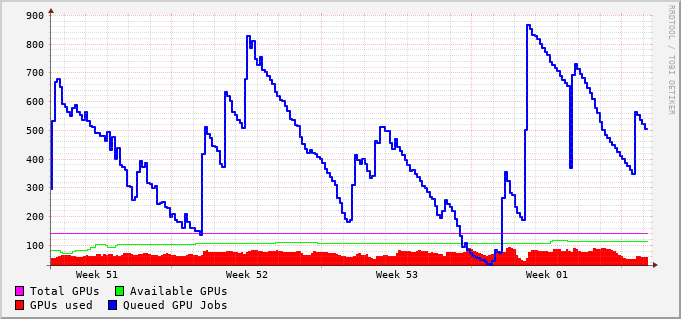 900
800
700
600
500
400
300
200
100
Week 51 Week 52 Week 53 Week 01
Total GPUs Available GPUs
GPUs used Queued GPU Jobs
RRDTOOL / TOBI OETIKER